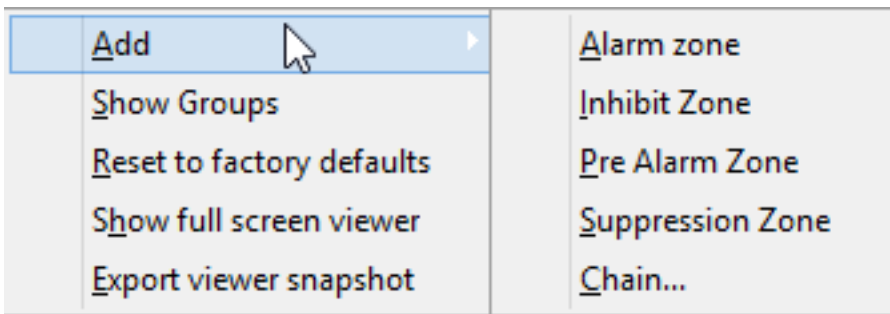 Add
Show Groups
Reset to factory defaults
Show full screen viewer
Export viewer snapshot
Alarm zone
Inhibit Zone
Pre Alarm Zone
Suppression Zone
Chain...